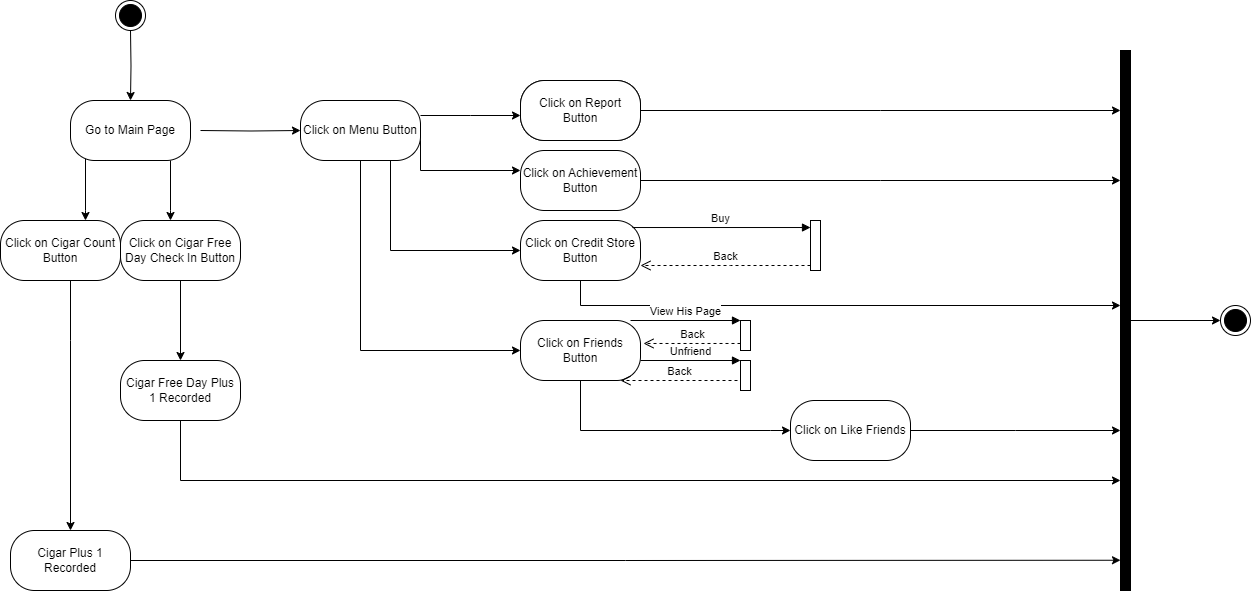 Go to Main Page
Click on Menu Button
Click on Report
Button
Click on Achievement
Button
Click on Cigar Count
Button
Click on Cigar Free
Day Check In Button
Click on Credit Store
Button
Buy
Back
View His Page
Back
Click on Friends
Button
Unfriend
Back
Cigar Free Day Plus
1 Recorded
Click on Like Friends
Cigar Plus 1
Recorded